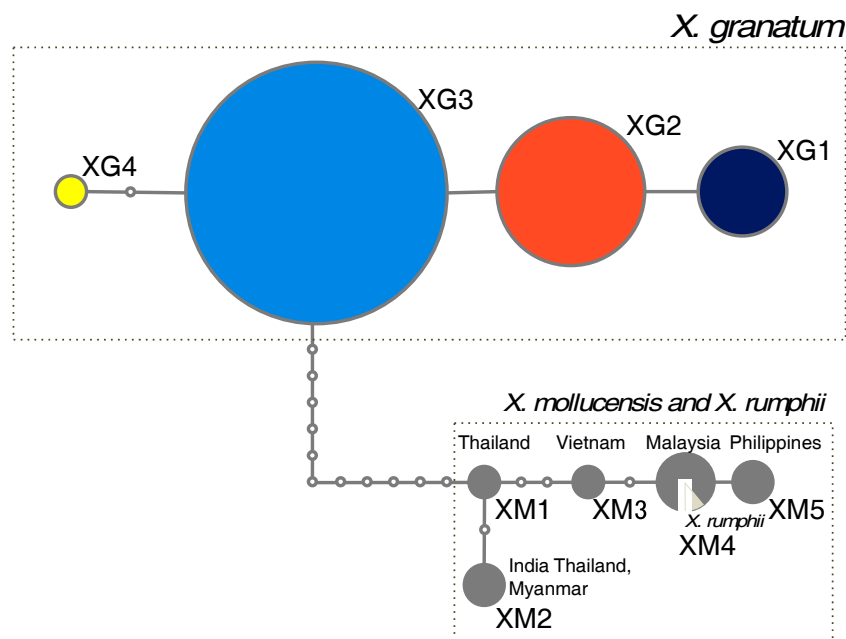 X. granatum
XG3
XG2
XG1
XG4
X. mollucensis and X. rumphii
Thailand
Vietnam
Malaysia
Philippines
XM1
XM3
X. rumphii
XM5
XM4
India Thailand,
Myanmar
XM2